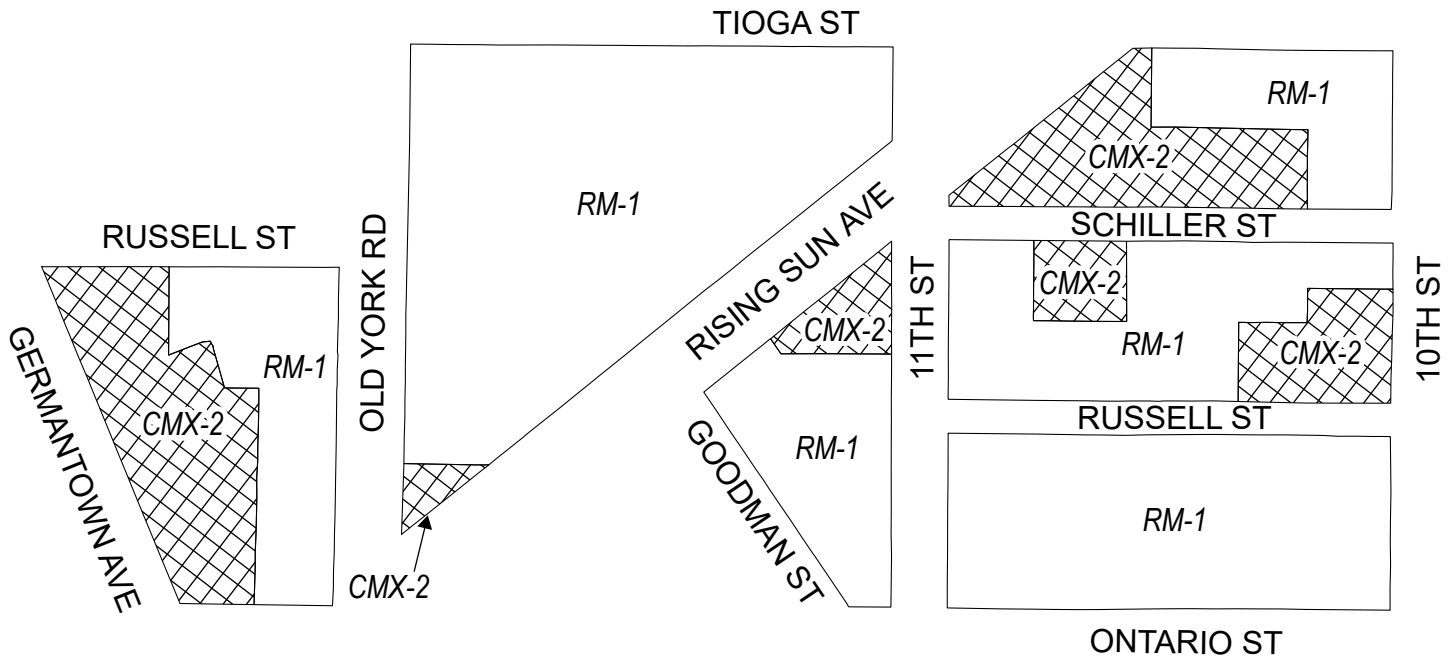 TIOGA ST
RM-1
CMX-2
RM-1
RUSSELL ST
OLD YORK RD
RISING SUN AVE
SCHILLER ST
GERMANTOWN AVE
RM-1
CMX-2
CMX-2
11TH ST
CMX-2
RM-1
CMX-2
10TH ST
CMX-2
GOODMAN ST
RM-1
RUSSELL ST
RM-1
CMX-2
ONTARIO ST